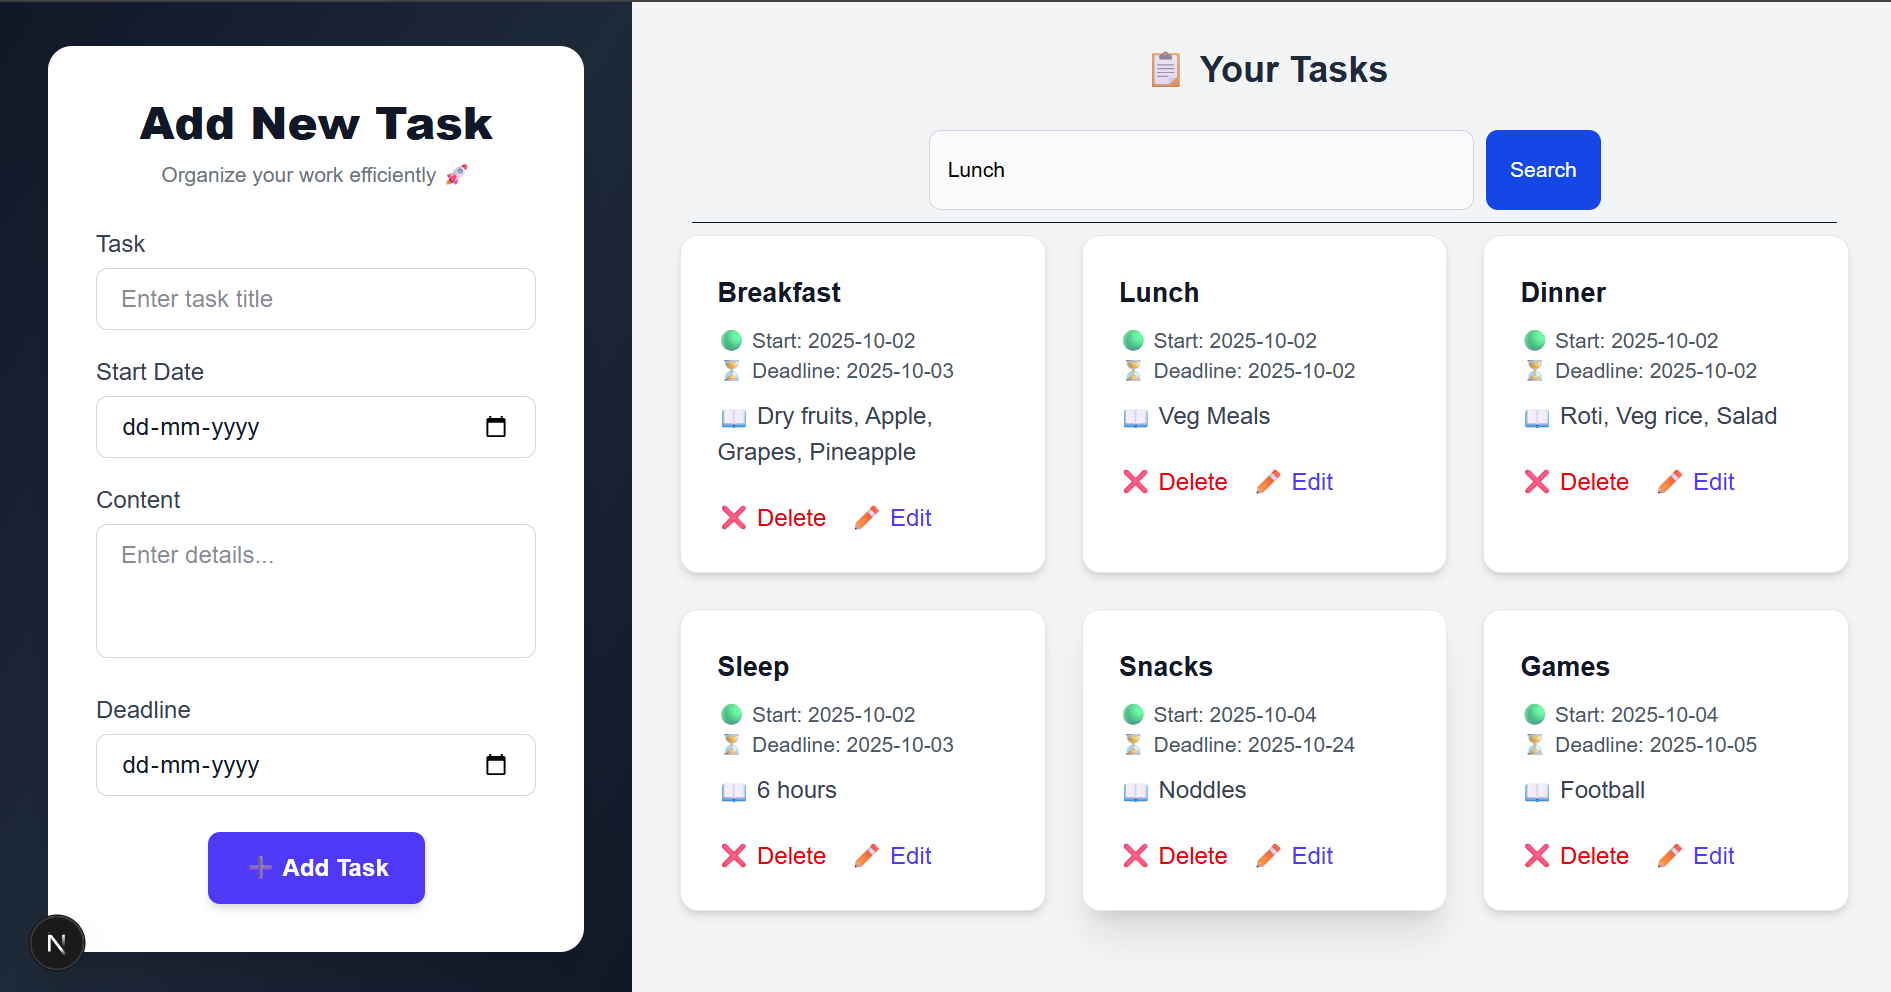 Add New Task
Organize your work efficiently 🚀
Task
Enter task title
Start Date
dd-mm-yyyy
Content
Enter details...
Deadline
dd-mm-yyyy
➕ Add Task
N
📋 Your Tasks
Lunch
Search
Breakfast
Start: 2025-10-02
⏳ Deadline: 2025-10-03
📖 Dry fruits, Apple,
Grapes, Pineapple
❌ Delete ✏️ Edit
Lunch
Start: 2025-10-02
⏳ Deadline: 2025-10-02
📖 Veg Meals
❌ Delete ✏️ Edit
Dinner
Start: 2025-10-02
⏳ Deadline: 2025-10-02
📖 Roti, Veg rice, Salad
❌ Delete ✏️ Edit
Sleep
Start: 2025-10-02
⏳ Deadline: 2025-10-03
📖 6 hours
❌ Delete ✏️ Edit
Snacks
Start: 2025-10-04
⏳ Deadline: 2025-10-24
📖 Noddles
❌ Delete ✏️ Edit
Games
Start: 2025-10-04
⏳ Deadline: 2025-10-05
📖 Football
❌ Delete ✏️ Edit